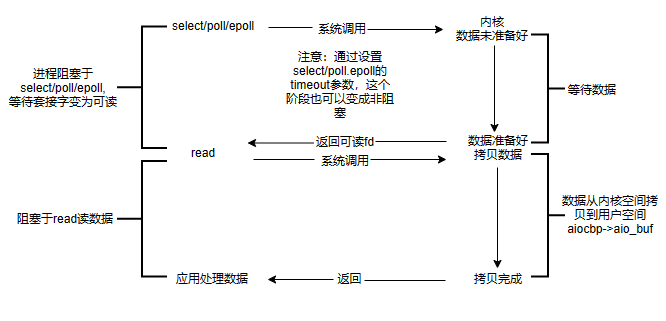 select/poll/epoll
系统调用
内核
数据未准备好
注意：通过设置
select/poll.epoll的
timeout参数，这个
阶段也可以变成非阻
塞
进程阻塞于
select/poll/epoll,
等待套接字变为可读
等待数据
返回可读fd
数据准备好
read
系统调用
拷贝数据
阻塞于read读数据
数据从内核空间拷
贝到用户空间
aiocbp->aio_buf
应用处理数据
返回
拷贝完成